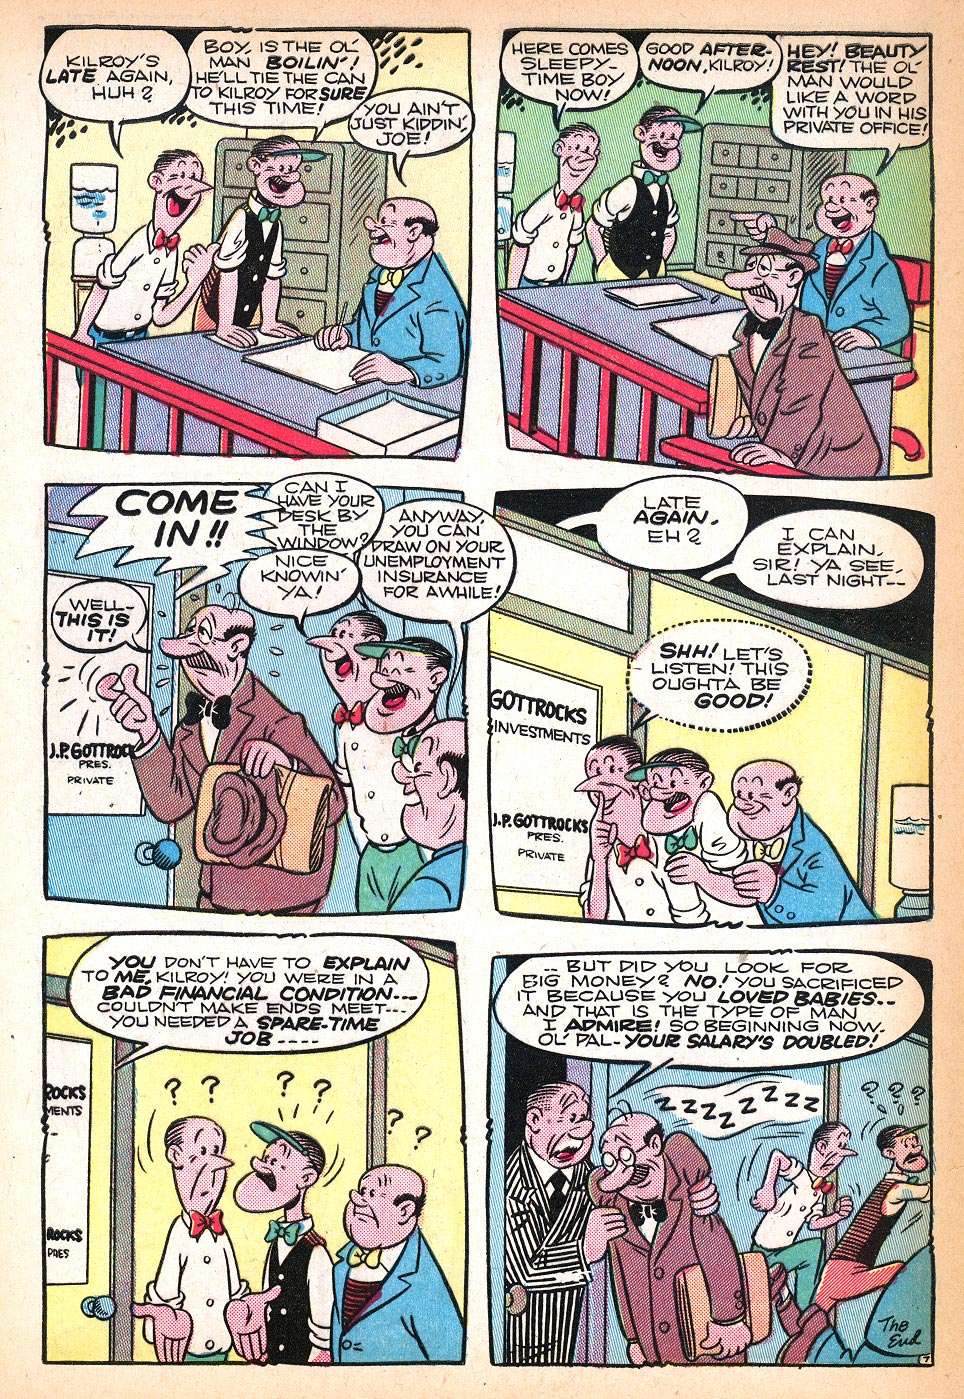 KILROY'S
LATE AGAIN,
HUH?
BOY, IS THE OL'
MAN BOILIN'!
HE'LL TIE THE CAN
TO KILROY FOR SURE
THIS TIME!
YOU AIN'T
JUST KIDDIN',
JOE!
HERE COMES
SLEEPY-
TIME BOY
NOW!
GOOD AFTER-
NOON, KILROY!
HEY! BEAUTY
REST! THE OL'
MAN WOULD
LIKE A WORD
WITH YOU IN HIS
PRIVATE OFFICE!
COME
IN!!
WELL-
THIS IS
IT!
CAN I
HAVE YOUR
DESK BY
THE
WINDOW?
NICE
KNOWIN'
YA!
ANYWAY,
YOU CAN
DRAW ON YOUR
UNEMPLOYMENT
INSURANCE
FOR AWHILE!
J.P. GOTTROCK
PRES.
PRIVATE
LATE
AGAIN,
EH?
I CAN
EXPLAIN,
SIR! YA SEE,
LAST NIGHT--
SHH! LET'S
LISTEN! THIS
OUGHTA BE
GOOD!
GOTTROCKS
INVESTMENTS
J.P. GOTTROCKS
PRES.
PRIVATE
YOU DON'T HAVE TO EXPLAIN
TO ME, KILROY! YOU WERE IN A
BAD FINANCIAL CONDITION...
COULDN'T MAKE ENDS MEET---
YOU NEEDED A SPARE-TIME
JOB ----
ROCKS
MENTS
ROCKS
PRES
? ? ? ? ? ?
-- BUT DID YOU LOOK FOR
BIG MONEY? NO! YOU SACRIFICED
IT BECAUSE YOU LOVED BABIES...
AND THAT IS THE TYPE OF MAN
I ADMIRE! SO BEGINNING NOW,
OL' PAL- YOUR SALARY'S DOUBLED!
ZZZZZZZZZ
? ? ?
The
End
7